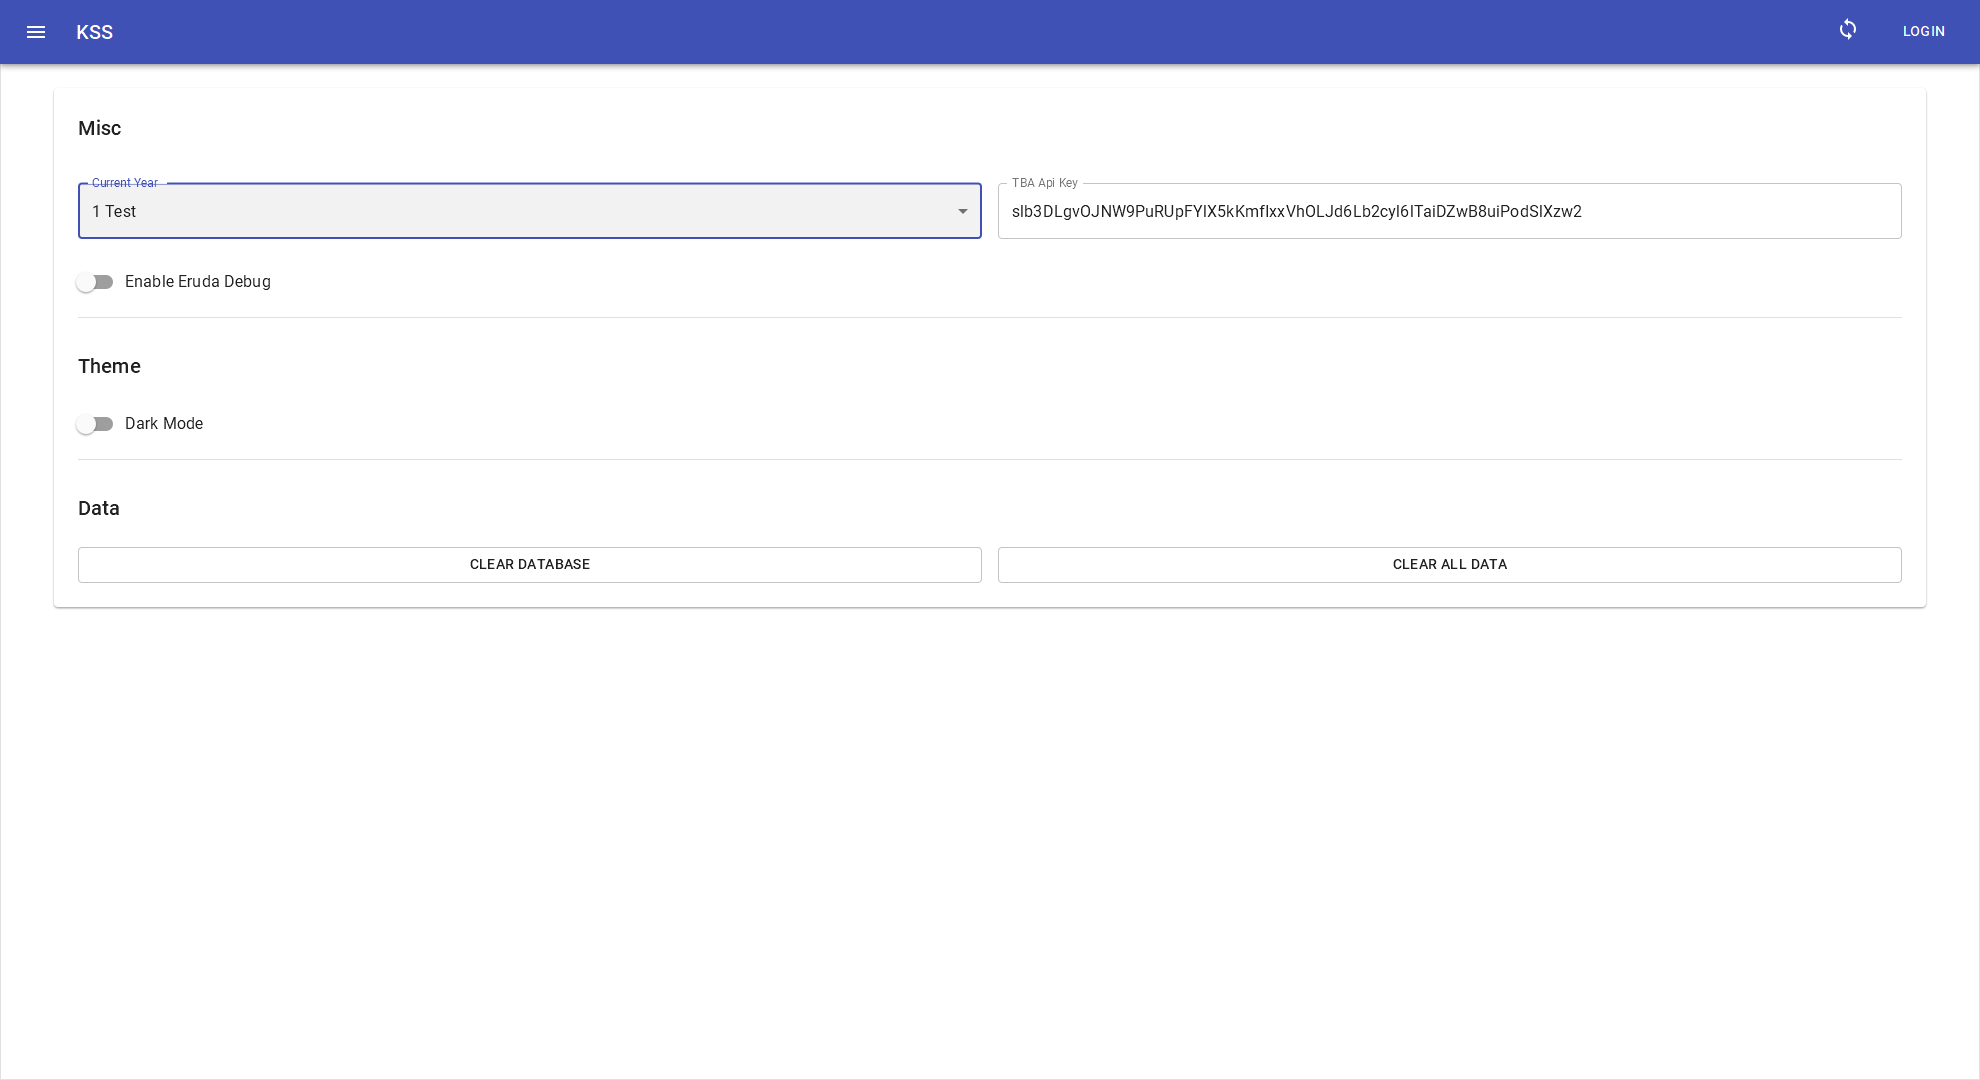 KSS
LOGIN
Misc
Current Year
1 Test
TBA Api Key
slb3DLgvOJNW9PuRUpFYlX5kKmfIxxVhOLJd6Lb2cyl6lTaiDZwB8uiPodSlXzw2
Enable Eruda Debug
Theme
Dark Mode
Data
CLEAR DATABASE
CLEAR ALL DATA